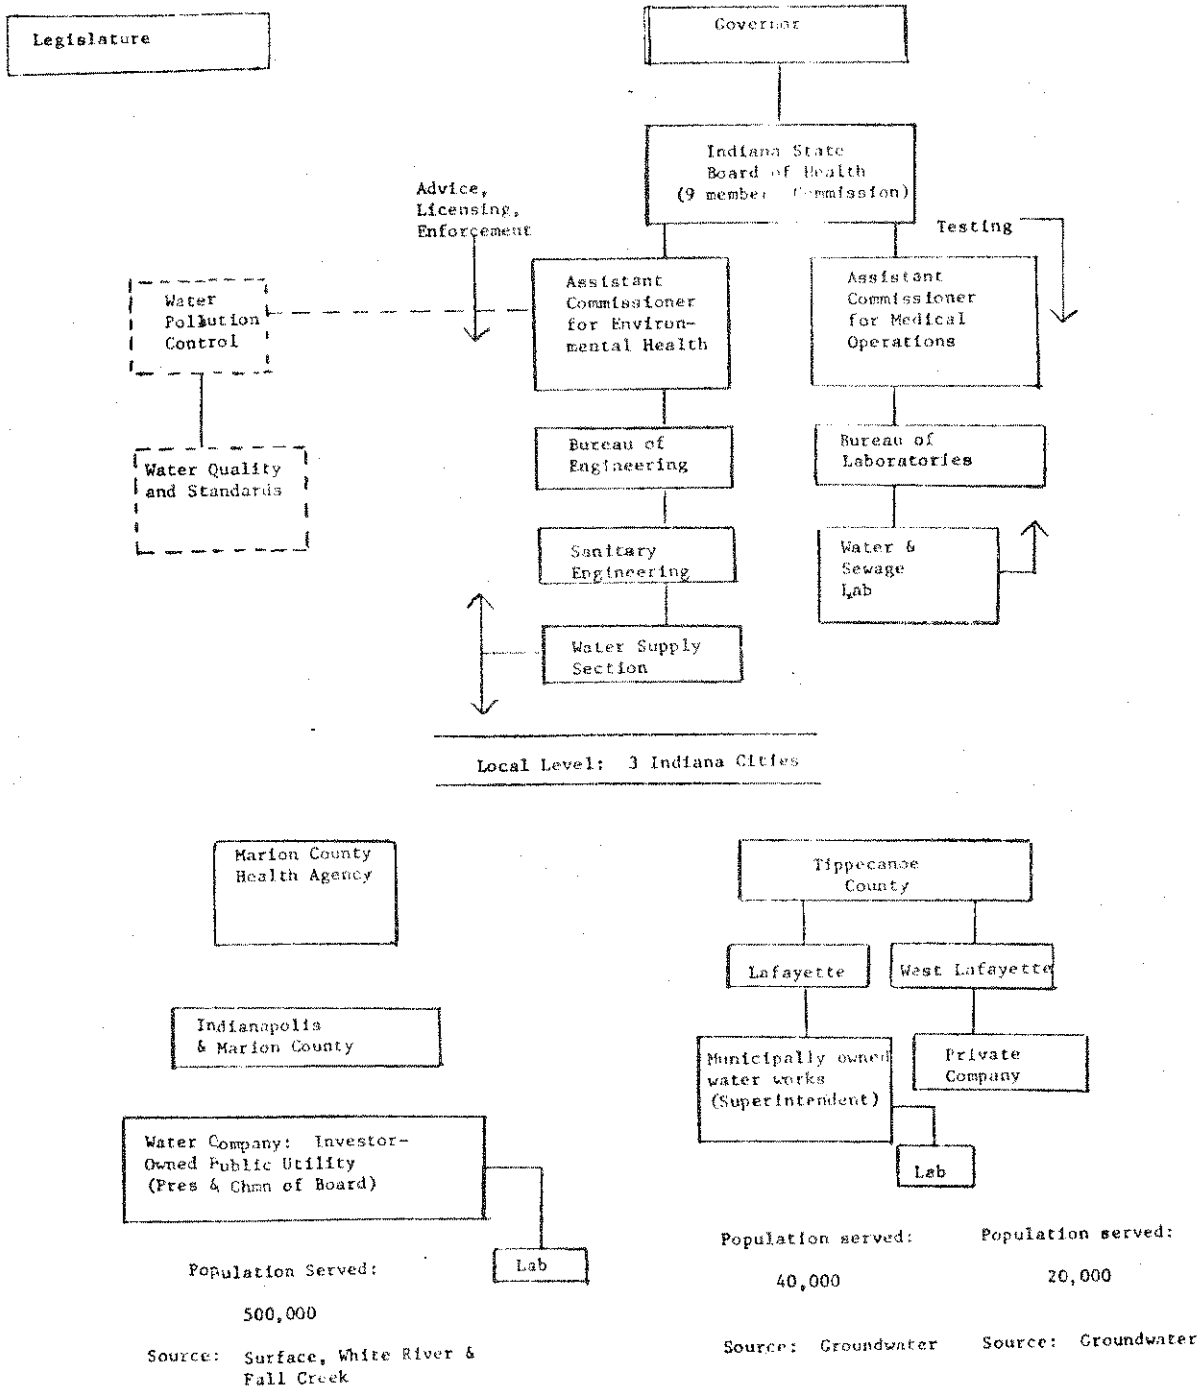 Legislature
Governor
Indiana State
Board of Health
(9 member Commission)
Advice,
Licensing,
Enforcement
Testing
Water
Pollution
Control
Assistant
Commissioner
for Environ-
mental Health
Assistant
Commissioner
for Medical
Operations
Bureau of
Engineering
Bureau of
Laboratories
Water Quality
and Standards
Sanitary
Engineering
Water &
Sewage
Lab
Water Supply
Section
Local Level: 3 Indiana Cities
Marion County
Health Agency
Tippecanoe
County
Lafayette
West Lafayette
Indianapolis
& Marion County
Municipally owned
water works
(Superintendent)
Private
Company
Water Company: Investor-
Owned Public Utility
(Pres & Chmn of Board)
Lab
Lab
Population Served:
500,000
Source: Surface, White River &
Fall Creek
Population served:
40,000
Source: Groundwater
Population served:
20,000
Source: Groundwater